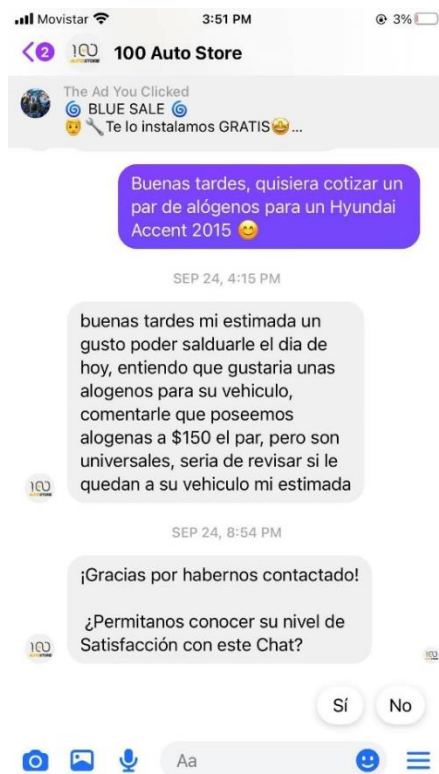 Movistar 3:51 PM 3%
2 100 100 Auto Store
The Ad You Clicked
🌀 BLUE SALE 🌀
👨🔧Te lo instalamos GRATIS🤩...
Buenas tardes, quisiera cotizar un
par de alógenos para un Hyundai
Accent 2015 😊
SEP 24, 4:15 PM
buenas tardes mi estimada un
gusto poder salduarle el dia de
hoy, entiendo que gustaria unas
alogenos para su vehiculo,
comentarle que poseemos
alogenas a $150 el par, pero son
universales, seria de revisar si le
quedan a su vehiculo mi estimada
100
SEP 24, 8:54 PM
¡Gracias por habernos contactado!
¿Permitanos conocer su nivel de
Satisfacción con este Chat?
100
Sí No
Aa